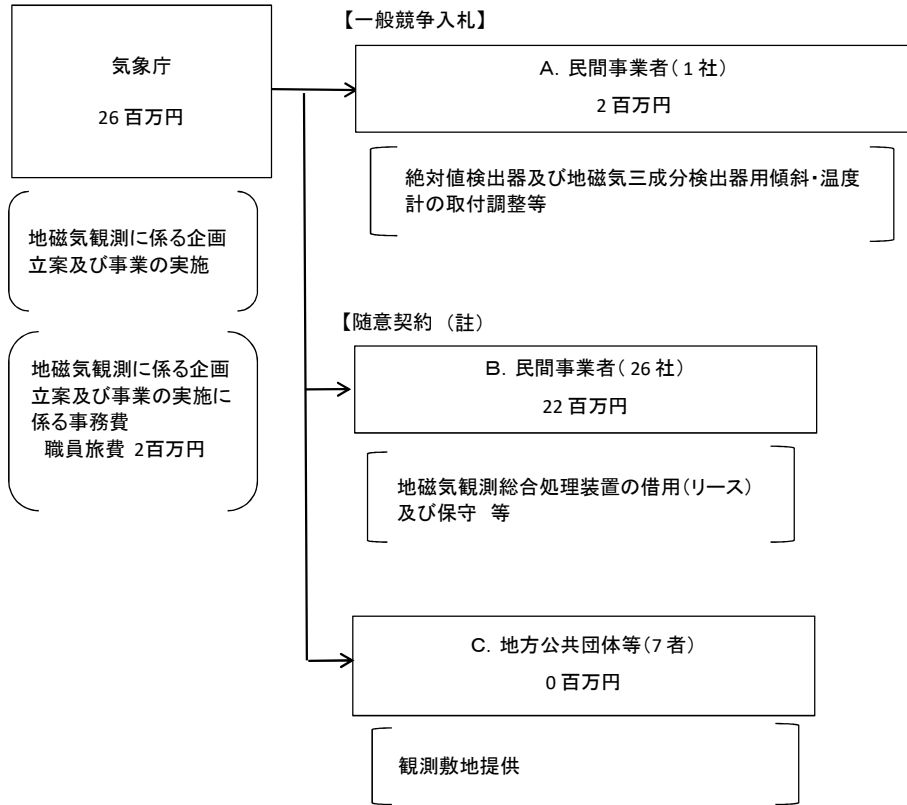 気象庁
26 百万円
地磁気観測に係る企画
立案及び事業の実施
地磁気観測に係る企画
立案及び事業の実施に
係る事務費
職員旅費 2百万円
【一般競争入札】
A. 民間事業者(1社)
2 百万円
絶対値検出器及び地磁気三成分検出器用傾斜・温度
計の取付調整等
【随意契約 (註)
B. 民間事業者(26 社)
22 百万円
地磁気観測総合処理装置の借用(リース)
及び保守 等
C. 地方公共団体等(7 者)
0 百万円
観測敷地提供